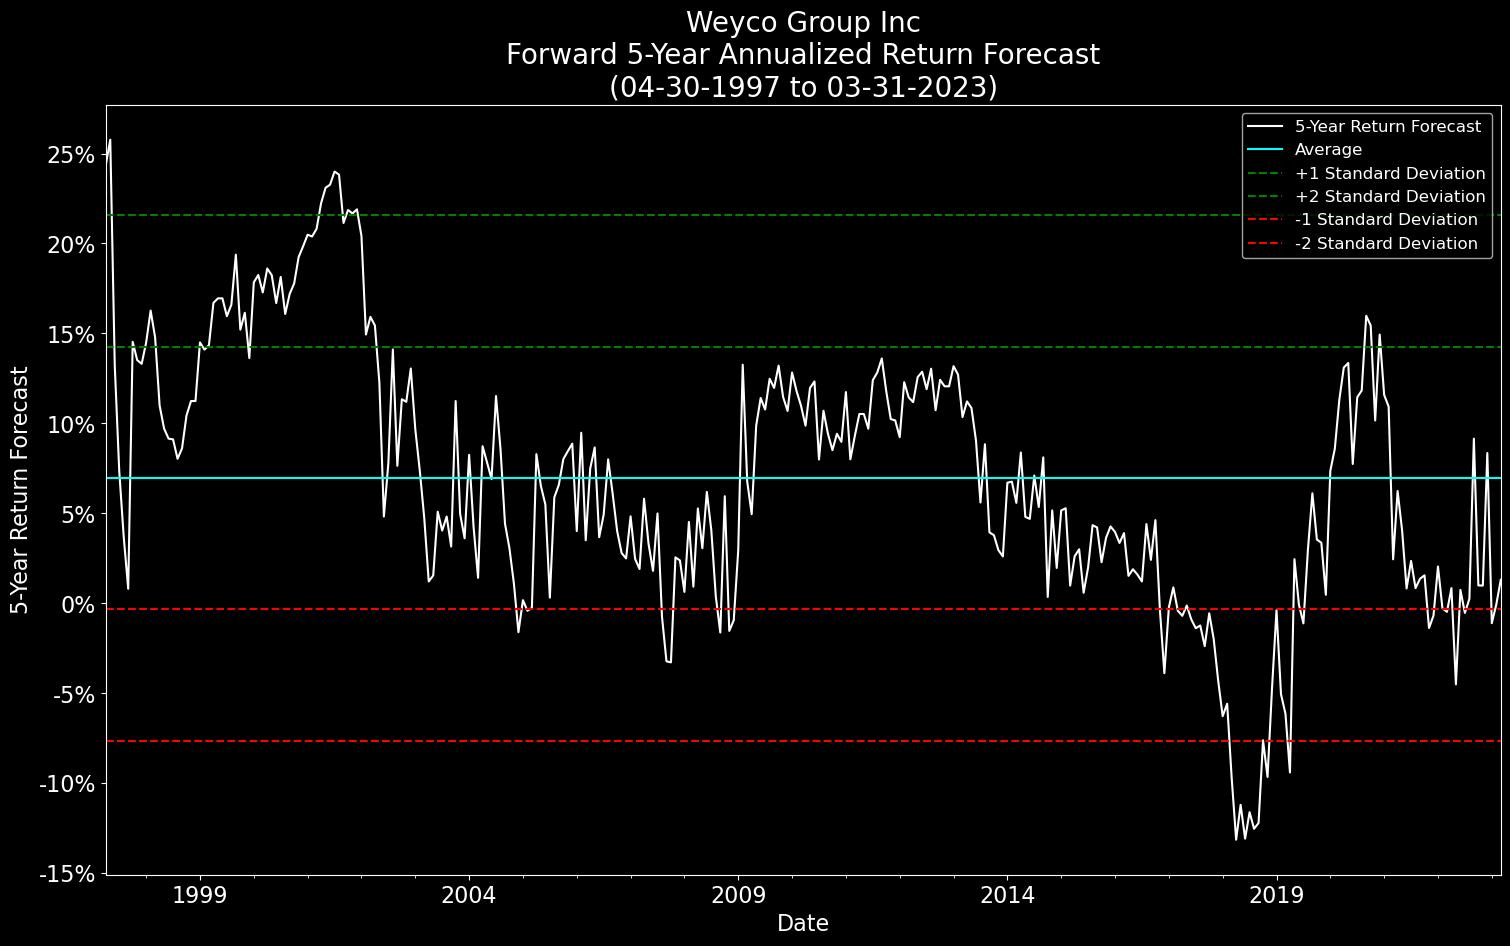 Weyco Group Inc
Forward 5-Year Annualized Return Forecast
(04-30-1997 to 03-31-2023)
5-Year Return Forecast
Average
+1 Standard Deviation
+2 Standard Deviation
-1 Standard Deviation
-2 Standard Deviation
5-Year Return Forecast
25%
20%
15%
10%
5%
0%
-5%
-10%
-15%
1999
2004
2009
2014
2019
Date